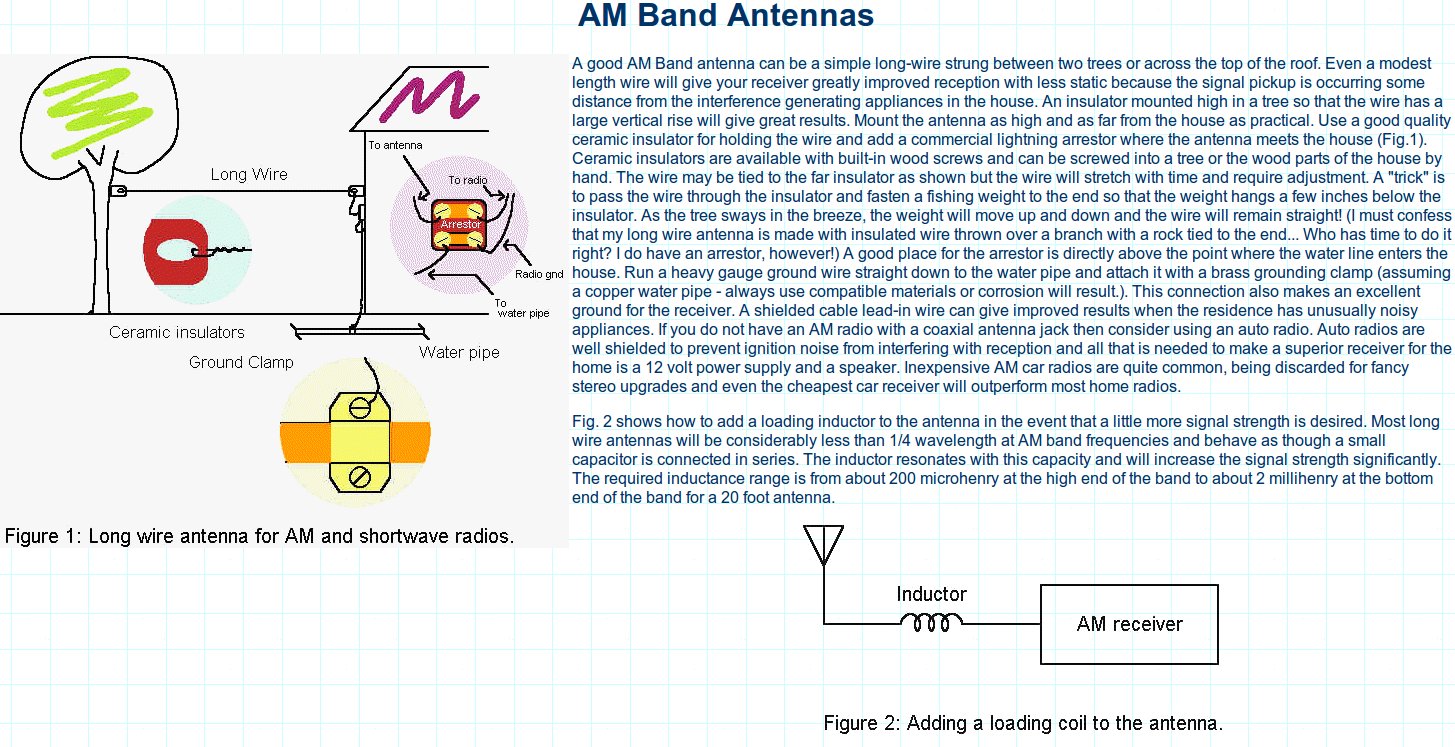 AM Band Antennas
A good AM Band antenna can be a simple long-wire strung between two trees or across the top of the roof. Even a modest
length wire will give your receiver greatly improved reception with less static because the signal pickup is occurring some
distance from the interference generating appliances in the house. An insulator mounted high in a tree so that the wire has a
large vertical rise will give great results. Mount the antenna as high and as far from the house as practical. Use a good quality
ceramic insulator for holding the wire and add a commercial lightning arrestor where the antenna meets the house (Fig.1).
Ceramic insulators are available with built-in wood screws and can be screwed into a tree or the wood parts of the house by
hand. The wire may be tied to the far insulator as shown but the wire will stretch with time and require adjustment. A "trick" is
to pass the wire through the insulator and fasten a fishing weight to the end so that the weight hangs a few inches below the
insulator. As the tree sways in the breeze, the weight will move up and down and the wire will remain straight! (I must confess
that my long wire antenna is made with insulated wire thrown over a branch with a rock tied to the end... Who has time to do it
right? I do have an arrestor, however!) A good place for the arrestor is directly above the point where the water line enters the
house. Run a heavy gauge ground wire straight down to the water pipe and attach it with a brass grounding clamp (assuming
a copper water pipe - always use compatible materials or corrosion will result.). This connection also makes an excellent
ground for the receiver. A shielded cable lead-in wire can give improved results when the residence has unusually noisy
appliances. If you do not have an AM radio with a coaxial antenna jack then consider using an auto radio. Auto radios are
well shielded to prevent ignition noise from interfering with reception and all that is needed to make a superior receiver for the
home is a 12 volt power supply and a speaker. Inexpensive AM car radios are quite common, being discarded for fancy
stereo upgrades and even the cheapest car receiver will outperform most home radios.
Fig. 2 shows how to add a loading inductor to the antenna in the event that a little more signal strength is desired. Most long
wire antennas will be considerably less than 1/4 wavelength at AM band frequencies and behave as though a small
capacitor is connected in series. The inductor resonates with this capacity and will increase the signal strength significantly.
The required inductance range is from about 200 microhenry at the high end of the band to about 2 millihenry at the bottom
end of the band for a 20 foot antenna.
To antenna
Long Wire
To radio
Arrestor
Radio gnd
To
water pipe
Ceramic insulators
Water pipe
Ground Clamp
Figure 1: Long wire antenna for AM and shortwave radios.
Inductor
AM receiver
Figure 2: Adding a loading coil to the antenna.